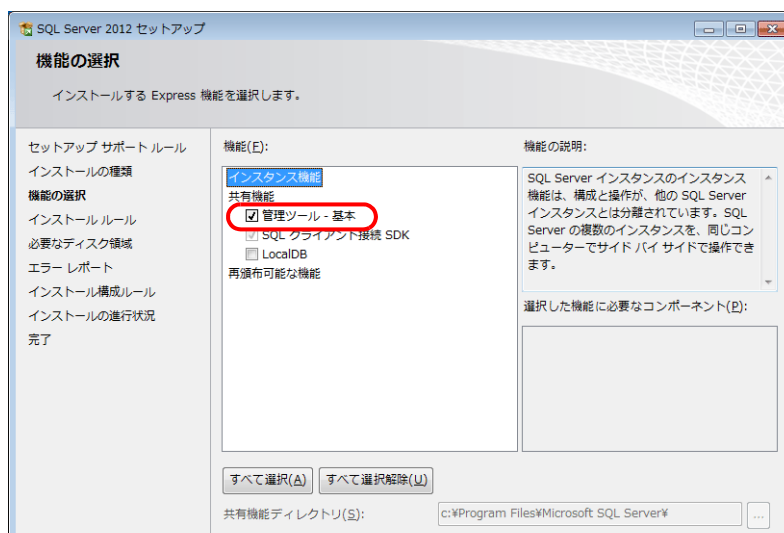 SQL Server 2012 セットアップ
機能の選択
インストールする Express 機能を選択します。
セットアップ サポート ルール
インストールの種類
機能の選択
インストール ルール
必要なディスク領域
エラー レポート
インストール構成ルール
インストールの進行状況
完了
機能(F):
インスタンス機能
共有機能
管理ツール - 基本
SQL クライアント接続 SDK
LocalDB
再頒布可能な機能
機能の説明:
SQL Server インスタンスのインスタンス
機能は、構成と操作が、他の SQL Server
インスタンスとは分離されています。SQL
Server の複数のインスタンスを、同じコン
ピューターでサイド バイ サイドで操作でき
ます。
選択した機能に必要なコンポーネント(P):
すべて選択(A)
すべて選択解除(U)
共有機能ディレクトリ(S):
c:¥Program Files¥Microsoft SQL Server¥
...